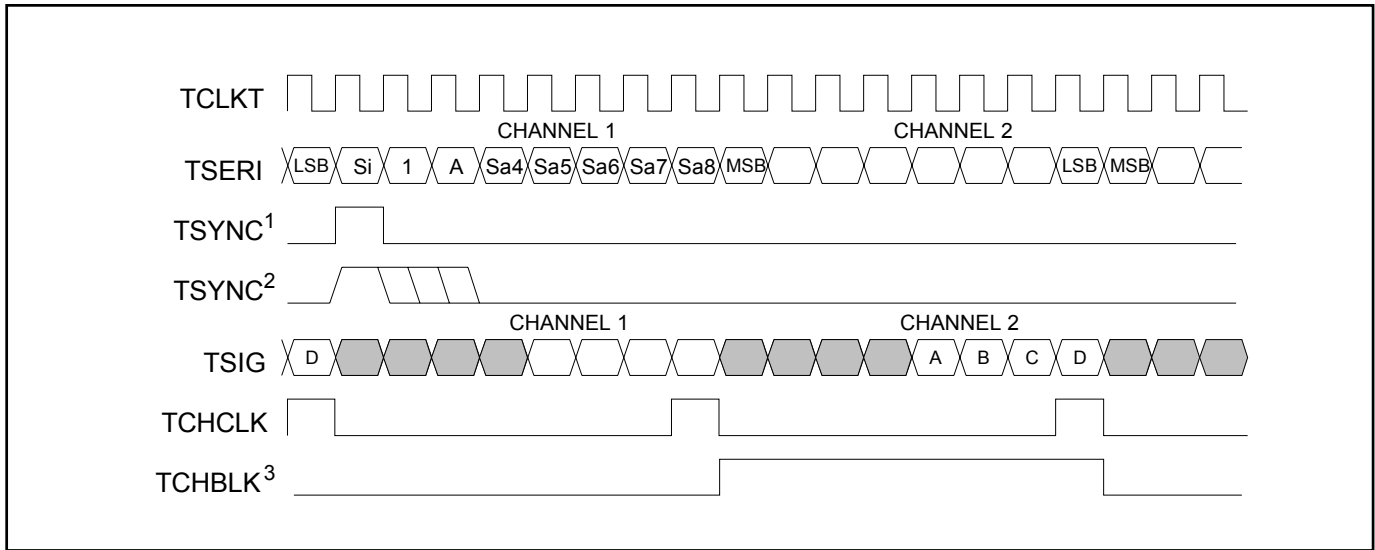 TCLKT
CHANNEL 1 CHANNEL 2
TSERI LSB Si 1 A Sa4 Sa5 Sa6 Sa7 Sa8 MSB LSB MSB
TSYNC1
TSYNC2
CHANNEL 1 CHANNEL 2
TSIG D A B C D
TCHCLK
TCHBLK3